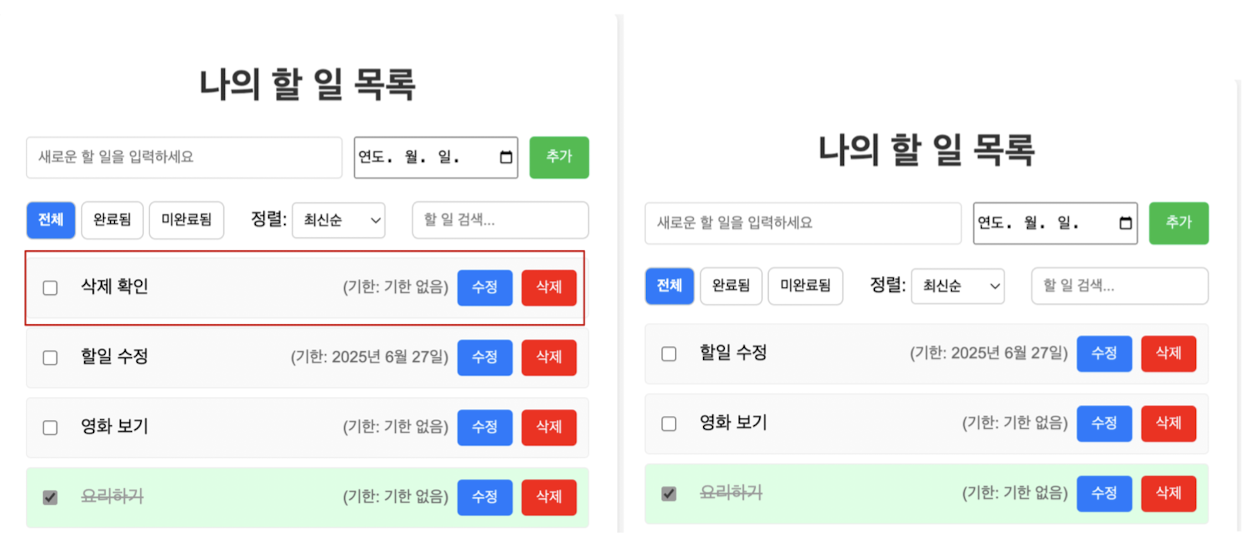 나의 할 일 목록
새로운 할 일을 입력하세요 연도. 월. 일. 추가
전체 완료됨 미완료됨 정렬: 최신순 할 일 검색...
삭제 확인 (기한: 기한 없음) 수정 삭제
할일 수정 (기한: 2025년 6월 27일) 수정 삭제
영화 보기 (기한: 기한 없음) 수정 삭제
요리하기 (기한: 기한 없음) 수정 삭제
나의 할 일 목록
새로운 할 일을 입력하세요 연도. 월. 일. 추가
전체 완료됨 미완료됨 정렬: 최신순 할 일 검색...
할일 수정 (기한: 2025년 6월 27일) 수정 삭제
영화 보기 (기한: 기한 없음) 수정 삭제
요리하기 (기한: 기한 없음) 수정 삭제